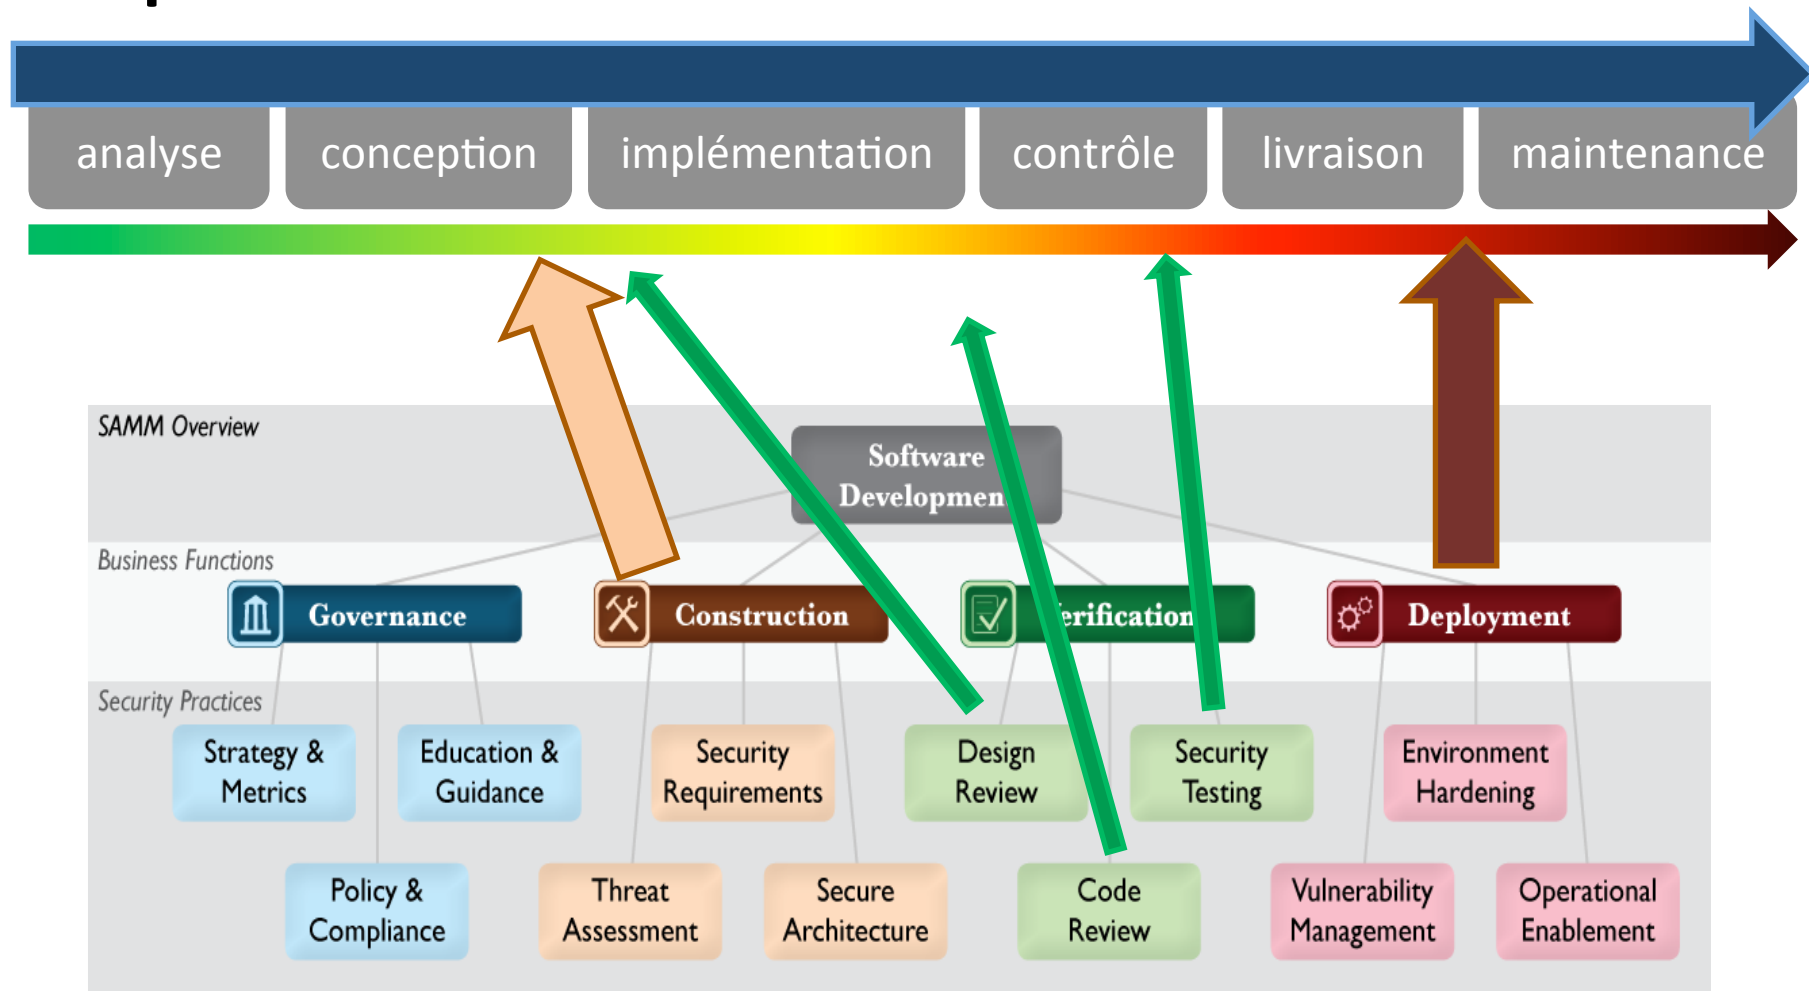 analyse
conception
implémentation
contrôle
livraison
maintenance
SAMM Overview
Software
Developmen
Business Functions
Governance
Construction
erification
Deployment
Security Practices
Strategy &
Metrics
Education &
Guidance
Security
Requirements
Design
Review
Security
Testing
Environment
Hardening
Policy &
Compliance
Threat
Assessment
Secure
Architecture
Code
Review
Vulnerability
Management
Operational
Enablement